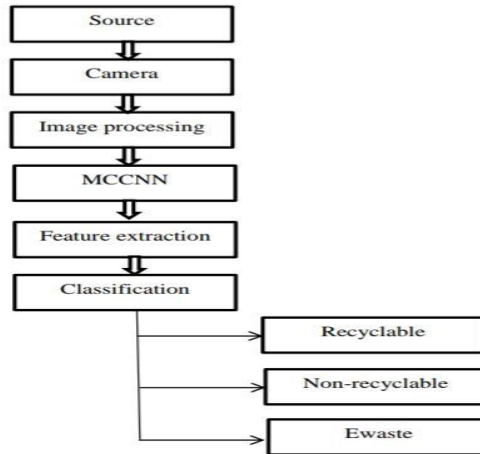 Source
Camera
Image processing
MCCNN
Feature extraction
Classification
Recyclable
Non-recyclable
Ewaste